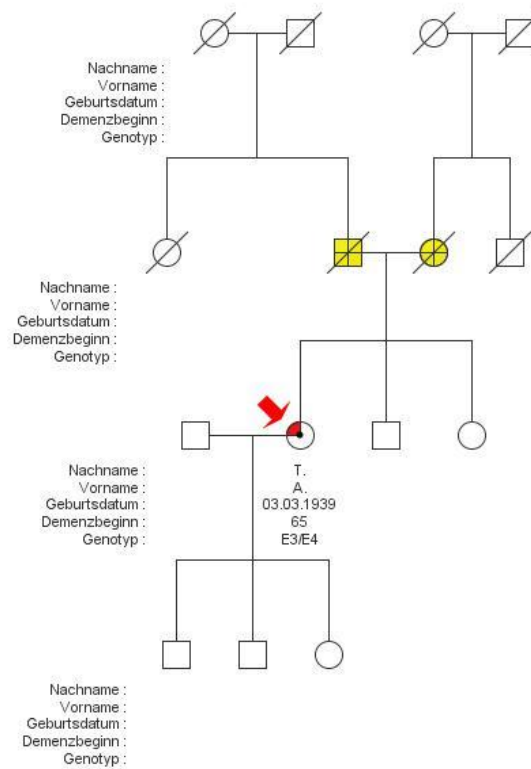 Nachname :
Vorname :
Geburtsdatum :
Demenzbeginn :
Genotyp :
Nachname :
Vorname :
Geburtsdatum :
Demenzbeginn :
Genotyp :
Nachname : T.
Vorname : A.
Geburtsdatum : 03.03.1939
Demenzbeginn : 65
Genotyp : E3/E4
Nachname :
Vorname :
Geburtsdatum :
Demenzbeginn :
Genotyp :